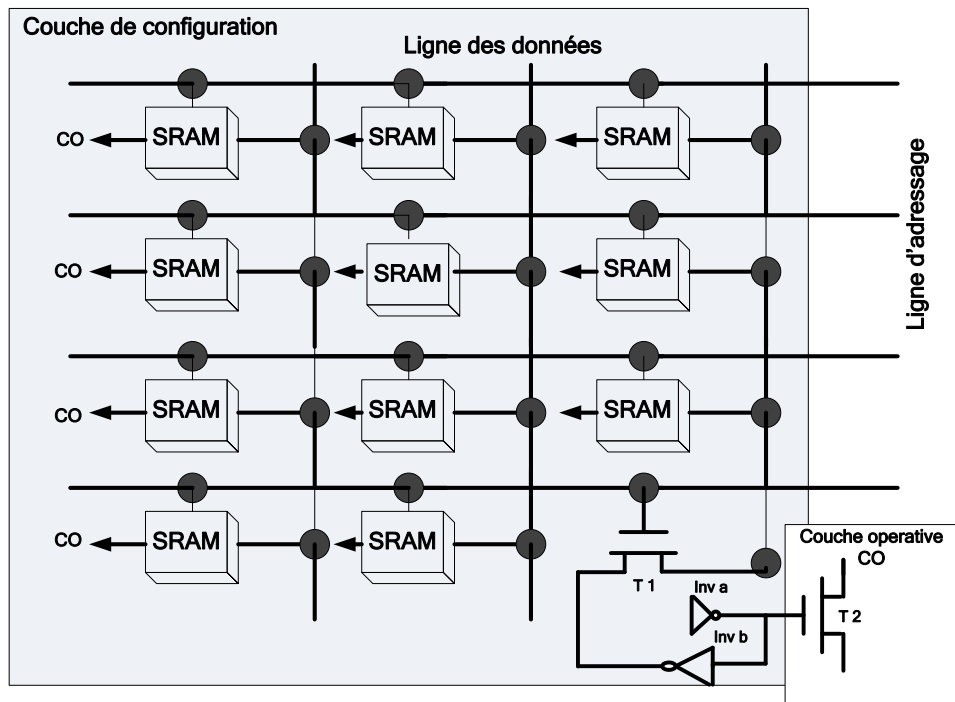 Couche de configuration
Ligne des données
SRAM
SRAM
SRAM
CO
Ligne d'adressage
SRAM
SRAM
SRAM
CO
SRAM
SRAM
SRAM
CO
SRAM
SRAM
CO
Couche operative
CO
T 1
Inv a
T 2
Inv b